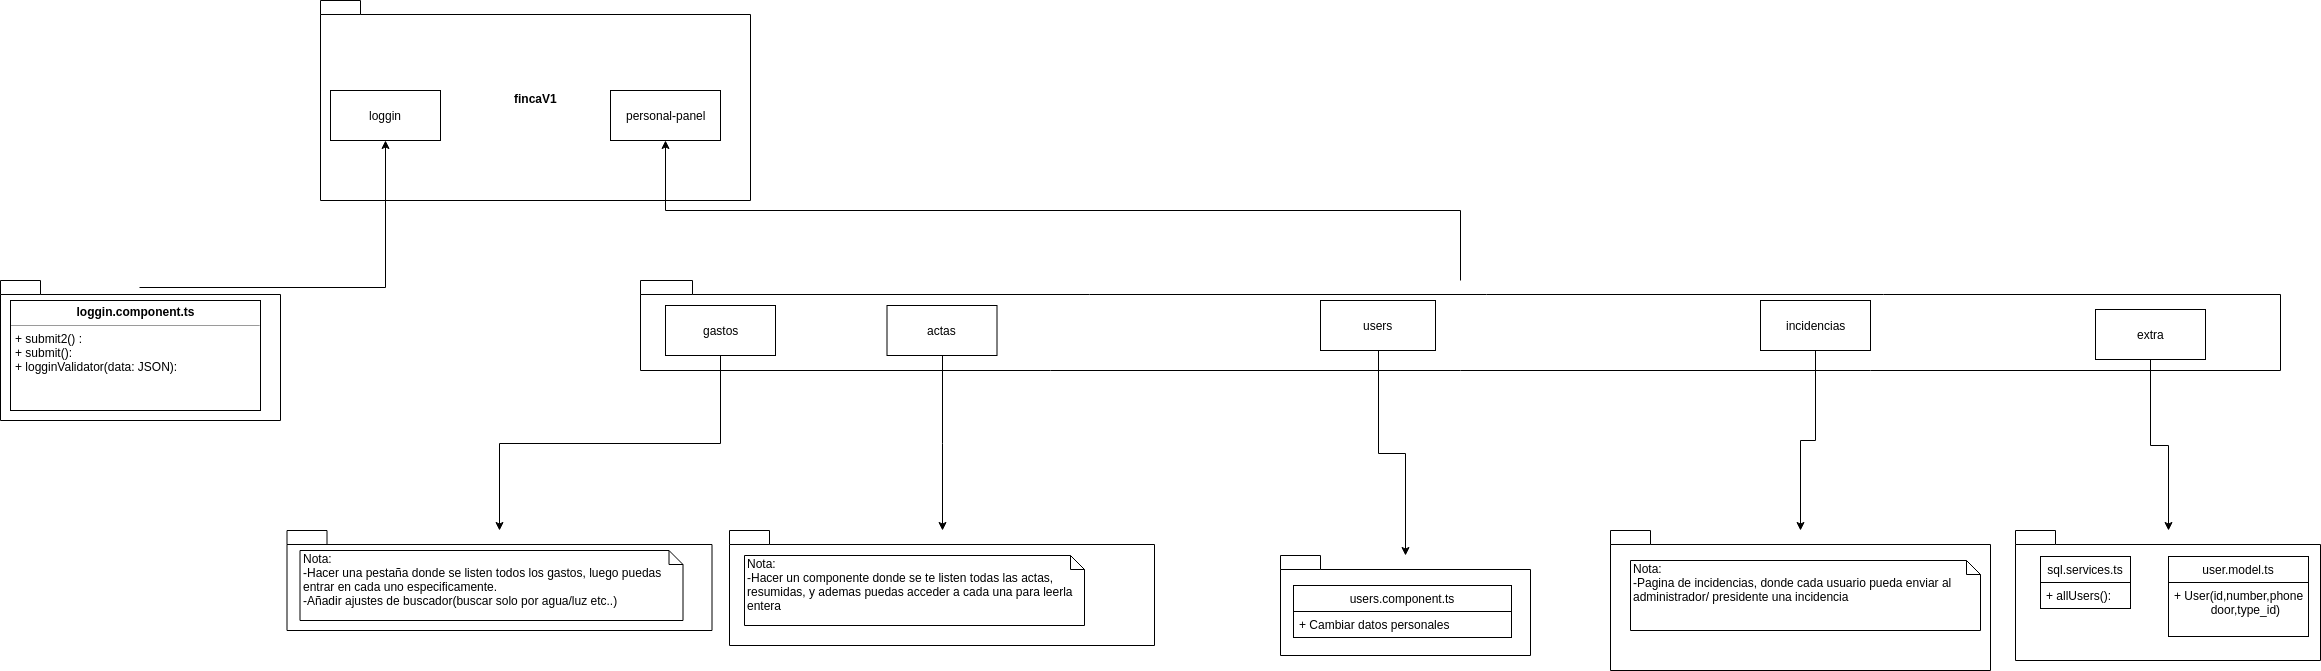 fincaV1
loggin
personal-panel
loggin.component.ts
+ submit2() :
+ submit():
+ logginValidator(data: JSON):
gastos
actas
users
incidencias
extra
Nota:
-Hacer una pestaña donde se listen todos los gastos, luego puedas
entrar en cada uno especificamente.
-Añadir ajustes de buscador(buscar solo por agua/luz etc..)
Nota:
-Hacer un componente donde se te listen todas las actas,
resumidas, y ademas puedas acceder a cada una para leerla
entera
users.component.ts
+ Cambiar datos personales
Nota:
-Pagina de incidencias, donde cada usuario pueda enviar al
administrador/ presidente una incidencia
sql.services.ts
+ allUsers():
user.model.ts
+ User(id,number,phone
door,type_id)